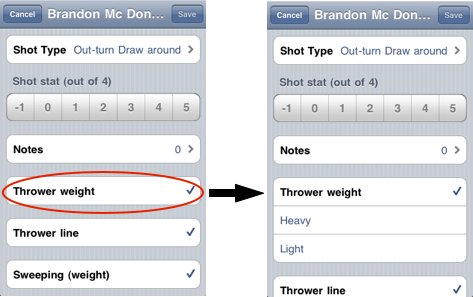 Cancel Brandon Mc Don... Save
Shot Type Out-turn Draw around
Shot stat (out of 4)
-1 0 1 2 3 4 5
Notes 0
Thrower weight
Thrower line
Sweeping (weight)
Cancel Brandon Mc Don... Save
Shot Type Out-turn Draw around
Shot stat (out of 4)
-1 0 1 2 3 4 5
Notes 0
Thrower weight
Heavy
Light
Thrower line